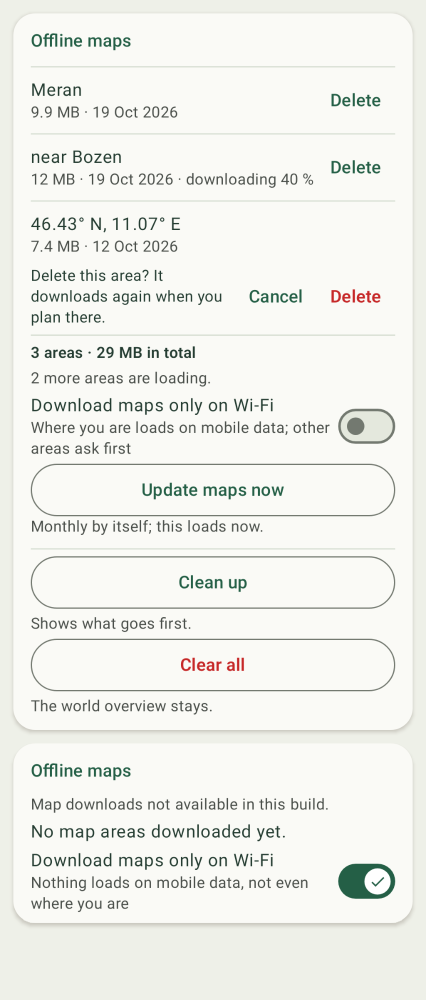 Offline maps
Meran
9.9 MB · 19 Oct 2026
Delete
near Bozen
12 MB · 19 Oct 2026 · downloading 40 %
Delete
46.43° N, 11.07° E
7.4 MB · 12 Oct 2026
Delete this area? It
downloads again when you
plan there.
Cancel
Delete
3 areas · 29 MB in total
2 more areas are loading.
Download maps only on Wi-Fi
Where you are loads on mobile data; other
areas ask first
Update maps now
Monthly by itself; this loads now.
Clean up
Shows what goes first.
Clear all
The world overview stays.
Offline maps
Map downloads not available in this build.
No map areas downloaded yet.
Download maps only on Wi-Fi
Nothing loads on mobile data, not even
where you are